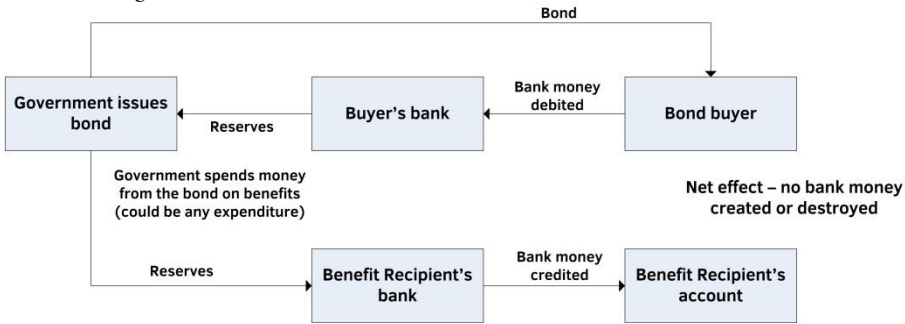 Bond
Government issues
bond
Reserves
Buyer's bank
Bank money
debited
Bond buyer
Government spends money
from the bond on benefits
(could be any expenditure)
Net effect – no bank money
created or destroyed
Reserves
Benefit Recipient's
bank
Bank money
credited
Benefit Recipient's
account